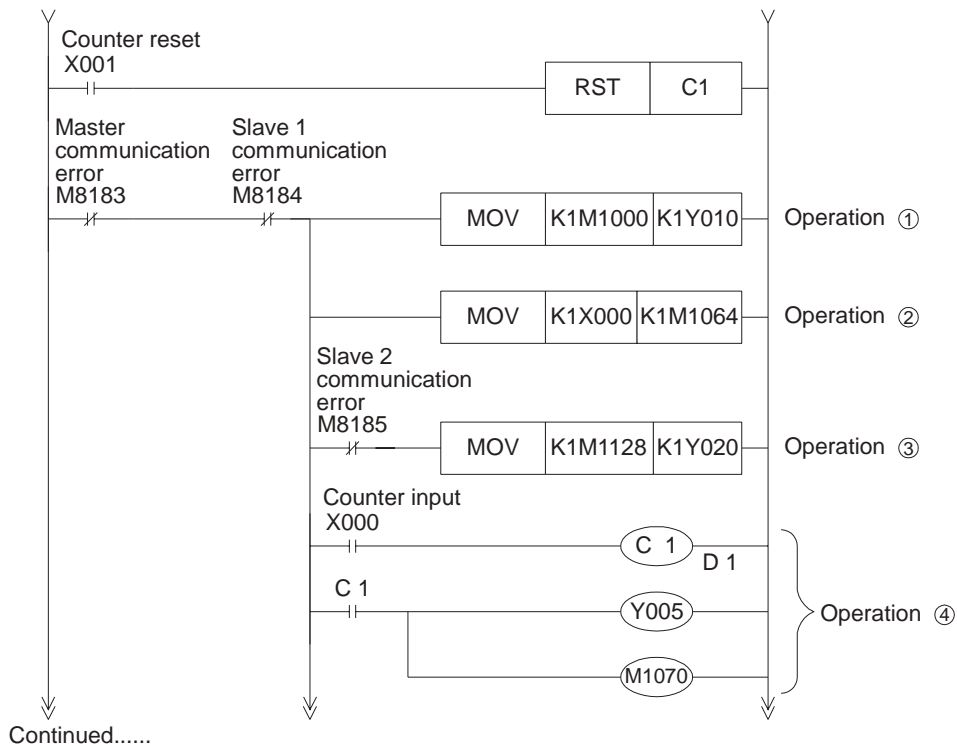 Counter reset
X001
RST C1
Master
communication
error
M8183
Slave 1
communication
error
M8184
MOV K1M1000 K1Y010
Operation ①
MOV K1X000 K1M1064
Operation ②
Slave 2
communication
error
M8185
MOV K1M1128 K1Y020
Operation ③
Counter input
X000
C 1
D 1
C 1
Y005
Operation ④
M1070
Continued......